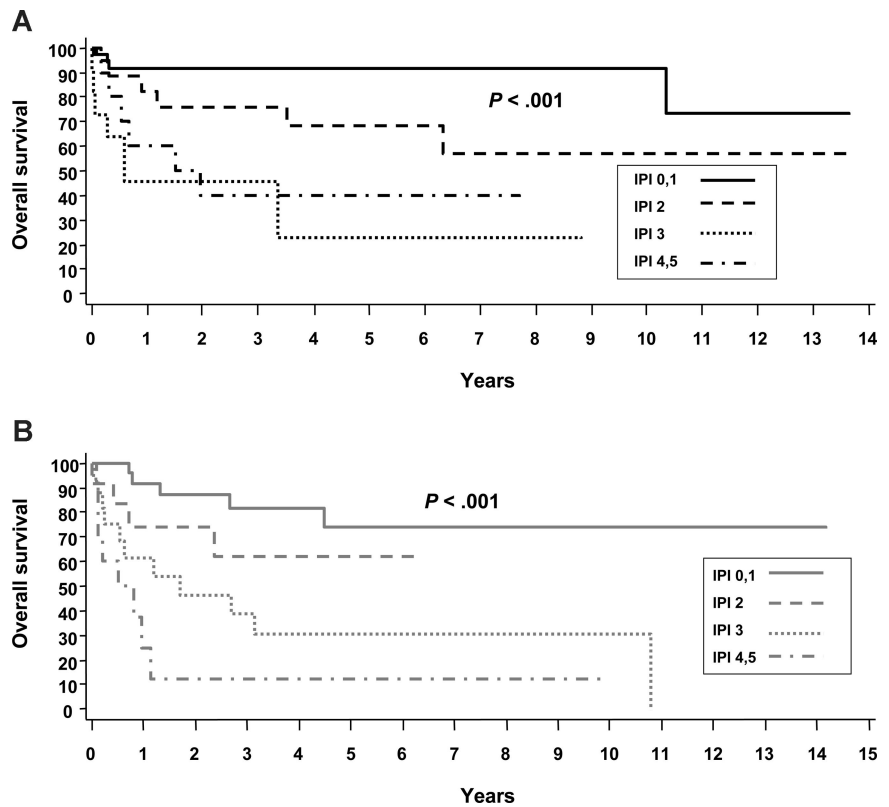 A
Overall survival
100
90
80
70
60
50
40
30
20
10
0
P < .001
IPI 0,1
IPI 2
IPI 3
IPI 4,5
0 1 2 3 4 5 6 7 8 9 10 11 12 13 14
Years
B
Overall survival
100
90
80
70
60
50
40
30
20
10
0
P < .001
IPI 0,1
IPI 2
IPI 3
IPI 4,5
0 1 2 3 4 5 6 7 8 9 10 11 12 13 14 15
Years